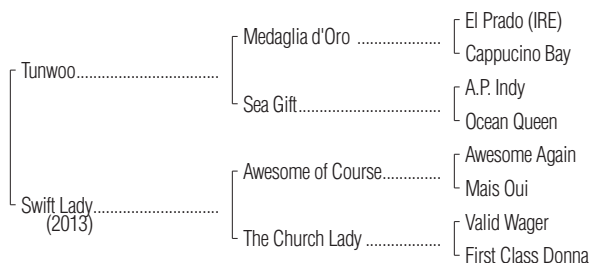 El Prado (IRE)
Medaglia d'Oro ....................
Cappucino Bay
Tunwoo..................................
A.P. Indy
Sea Gift..................................
Ocean Queen
Awesome Again
Awesome of Course..............
Mais Oui
Swift Lady..............................
(2013)
Valid Wager
The Church Lady ..................
First Class Donna